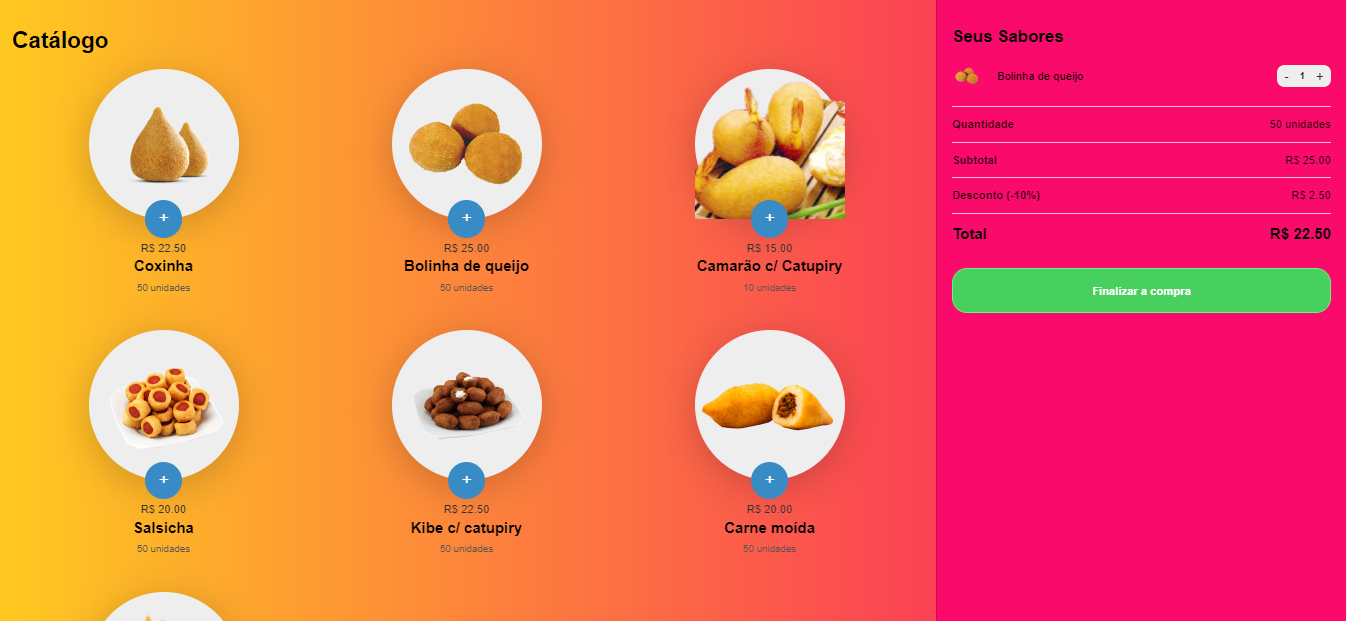 Catálogo
+
R$ 22.50
Coxinha
50 unidades
+
R$ 25.00
Bolinha de queijo
50 unidades
+
R$ 15.00
Camarão c/ Catupiry
10 unidades
+
R$ 20.00
Salsicha
50 unidades
+
R$ 22.50
Kibe c/ catupiry
50 unidades
+
R$ 20.00
Carne moída
50 unidades
Seus Sabores
Bolinha de queijo - 1 +
Quantidade 50 unidades
Subtotal R$ 25.00
Desconto (-10%) R$ 2.50
Total R$ 22.50
Finalizar a compra